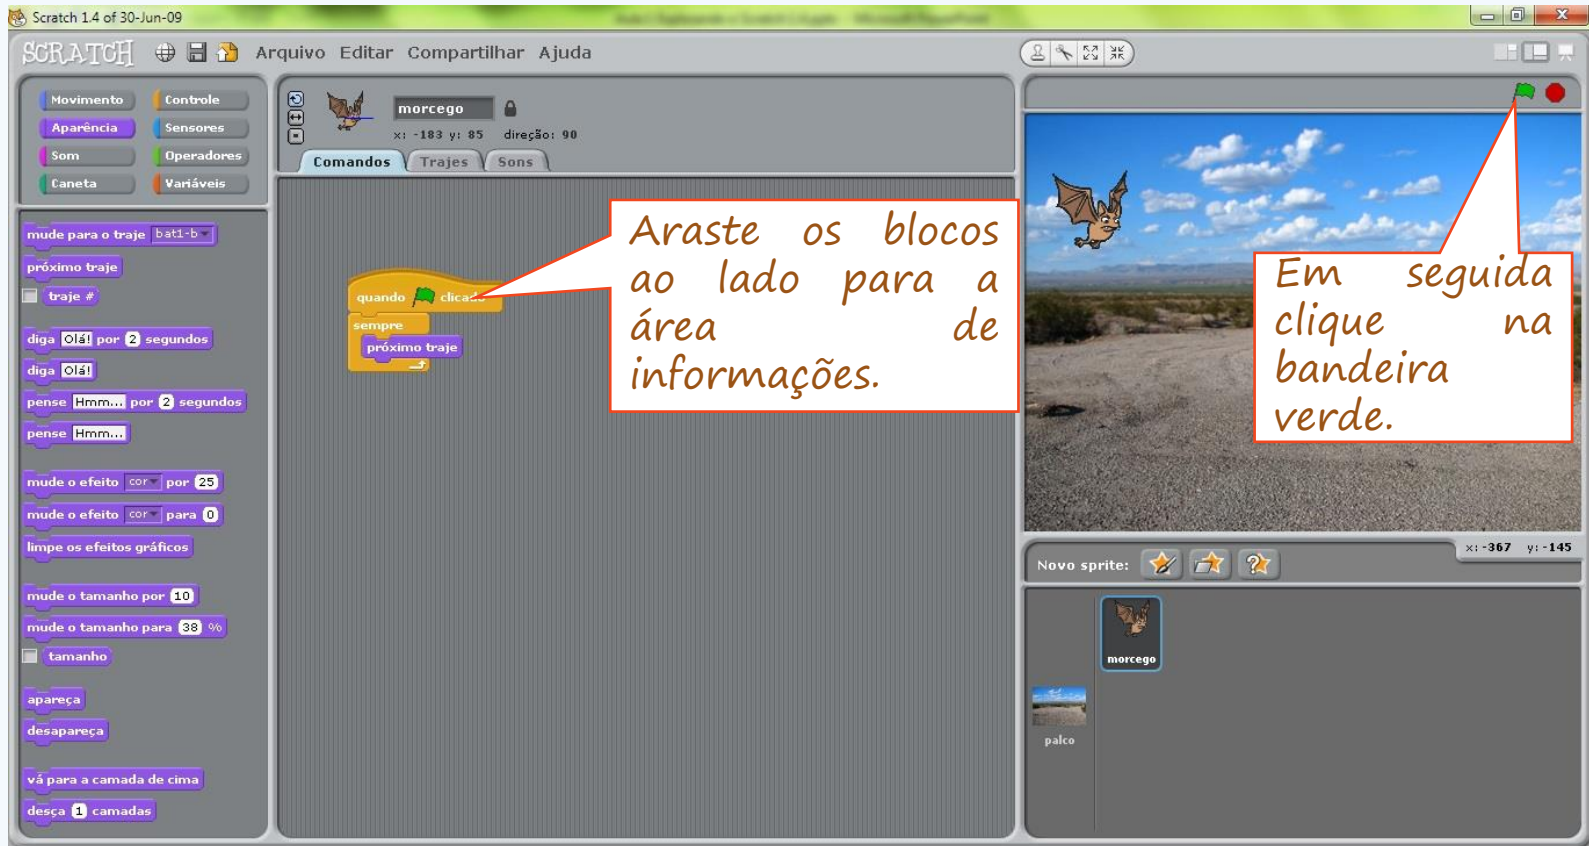 Scratch 1.4 of 30-Jun-09
SCRATCH Arquivo Editar Compartilhar Ajuda
Movimento Controle
Aparência Sensores
Som Operadores
Caneta Variáveis
mude para o traje bat1-b
próximo traje
traje #
diga Olá! por 2 segundos
diga Olá!
pense Hmm... por 2 segundos
pense Hmm...
mude o efeito cor por 25
mude o efeito cor para 0
limpe os efeitos gráficos
mude o tamanho por 10
mude o tamanho para 38 %
tamanho
apareça
desapareça
vá para a camada de cima
desça 1 camadas
morcego
x: -183 y: 85 direção: 90
Comandos Trajes Sons
quando clicado
sempre
próximo traje
Araste os blocos
ao lado para a
área de
informações.
Em seguida
clique na
bandeira
verde.
x: -367 y: -145
Novo sprite:
morcego
palco